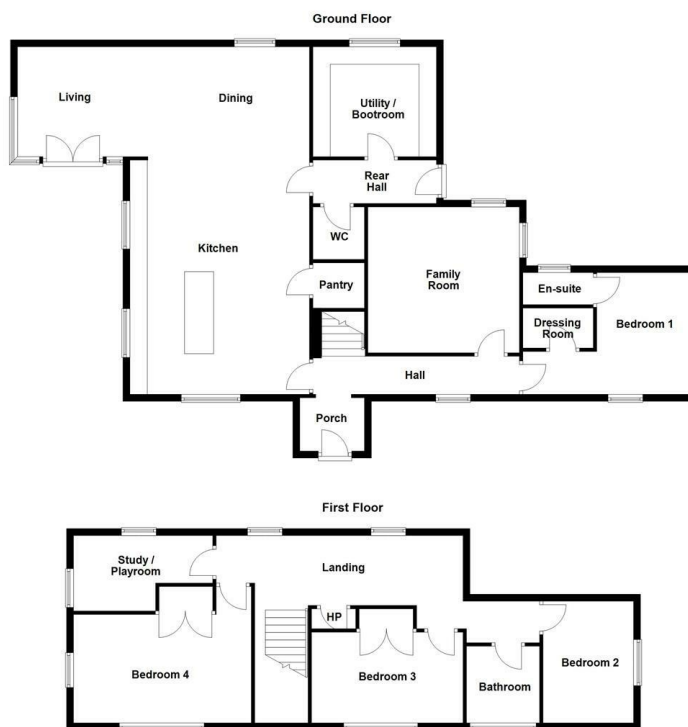 Ground Floor
Living
Dining
Utility /
Bootroom
Rear
Hall
WC
Kitchen
Pantry
Family
Room
En-suite
Dressing
Room
Bedroom 1
Hall
Porch
First Floor
Study /
Playroom
Landing
HP
Bedroom 4
Bedroom 3
Bathroom
Bedroom 2